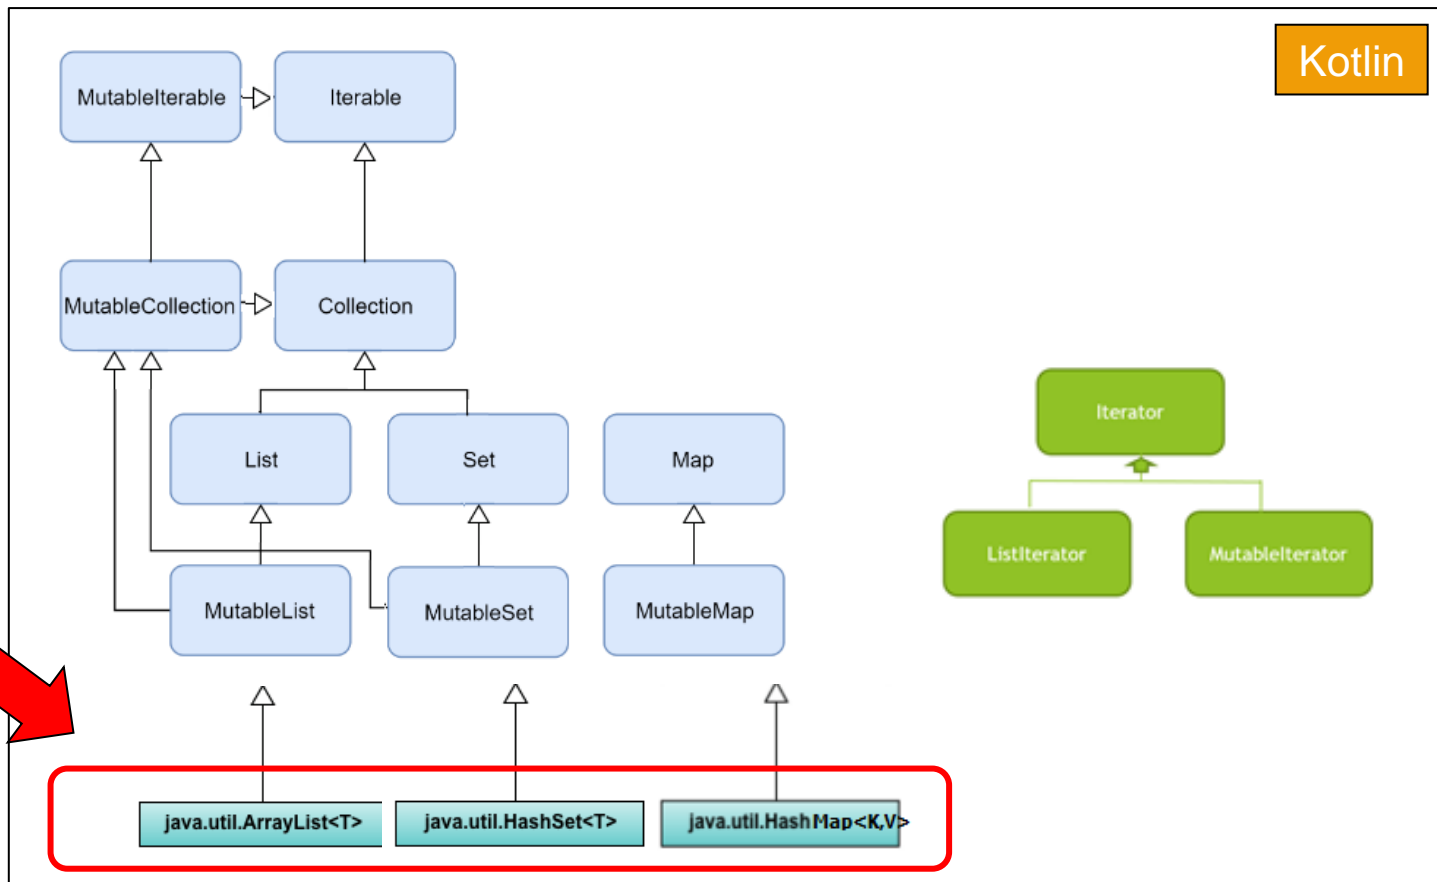 Kotlin
MutableIterable
Iterable
MutableCollection
Collection
List
Set
Map
MutableList
MutableSet
MutableMap
Iterator
ListIterator
MutableIterator
java.util.ArrayList<T>
java.util.HashSet<T>
java.util.HashMap<K,V>